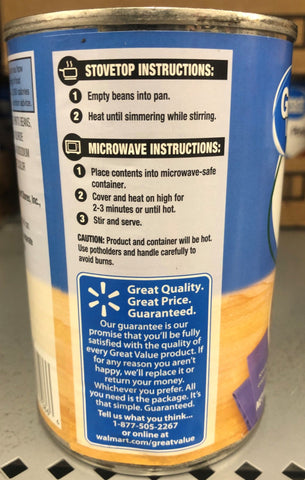 STOVETOP INSTRUCTIONS:
1 Empty beans into pan.
2 Heat until simmering while stirring.
MICROWAVE INSTRUCTIONS:
1 Place contents into microwave-safe
container.
2 Cover and heat on high for
2-3 minutes or until hot.
3 Stir and serve.
CAUTION: Product and container will be hot.
Use potholders and handle carefully to
avoid burns.
Great Quality.
Great Price.
Guaranteed.
Our guarantee is our
promise that you'll be fully
satisfied with the quality of
every Great Value product. If
for any reason you aren't
happy, we'll replace it or
return your money.
Whichever you prefer. All
you need is the package. It's
that simple. Guaranteed.
Tell us what you think...
1-877-505-2267
or online at
walmart.com/greatvalue